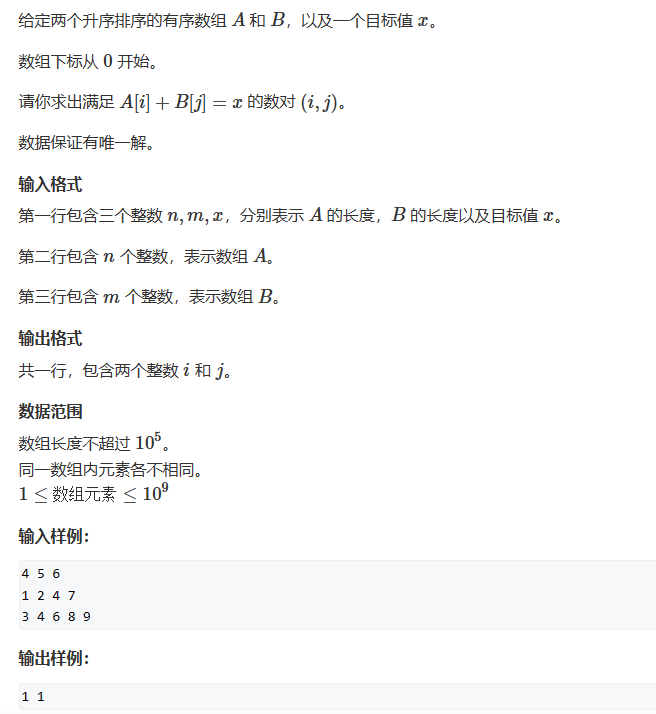 给定两个升序排序的有序数组 A 和 B，以及一个目标值 x。
数组下标从 0 开始。
请你求出满足 A[i] + B[j] = x 的数对 (i, j)。
数据保证有唯一解。
输入格式
第一行包含三个整数 n, m, x，分别表示 A 的长度，B 的长度以及目标值 x。
第二行包含 n 个整数，表示数组 A。
第三行包含 m 个整数，表示数组 B。
输出格式
共一行，包含两个整数 i 和 j。
数据范围
数组长度不超过 10⁵。
同一数组内元素各不相同。
1 ≤ 数组元素 ≤ 10⁹
输入样例：
4 5 6
1 2 4 7
3 4 6 8 9
输出样例：
1 1